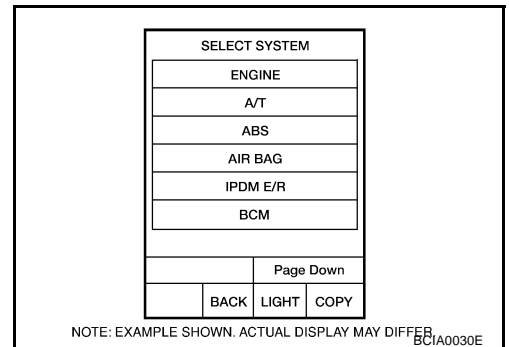 SELECT SYSTEM
ENGINE
A/T
ABS
AIR BAG
IPDM E/R
BCM
Page Down
BACK LIGHT COPY
NOTE: EXAMPLE SHOWN. ACTUAL DISPLAY MAY DIFFER.
BCIA0030E